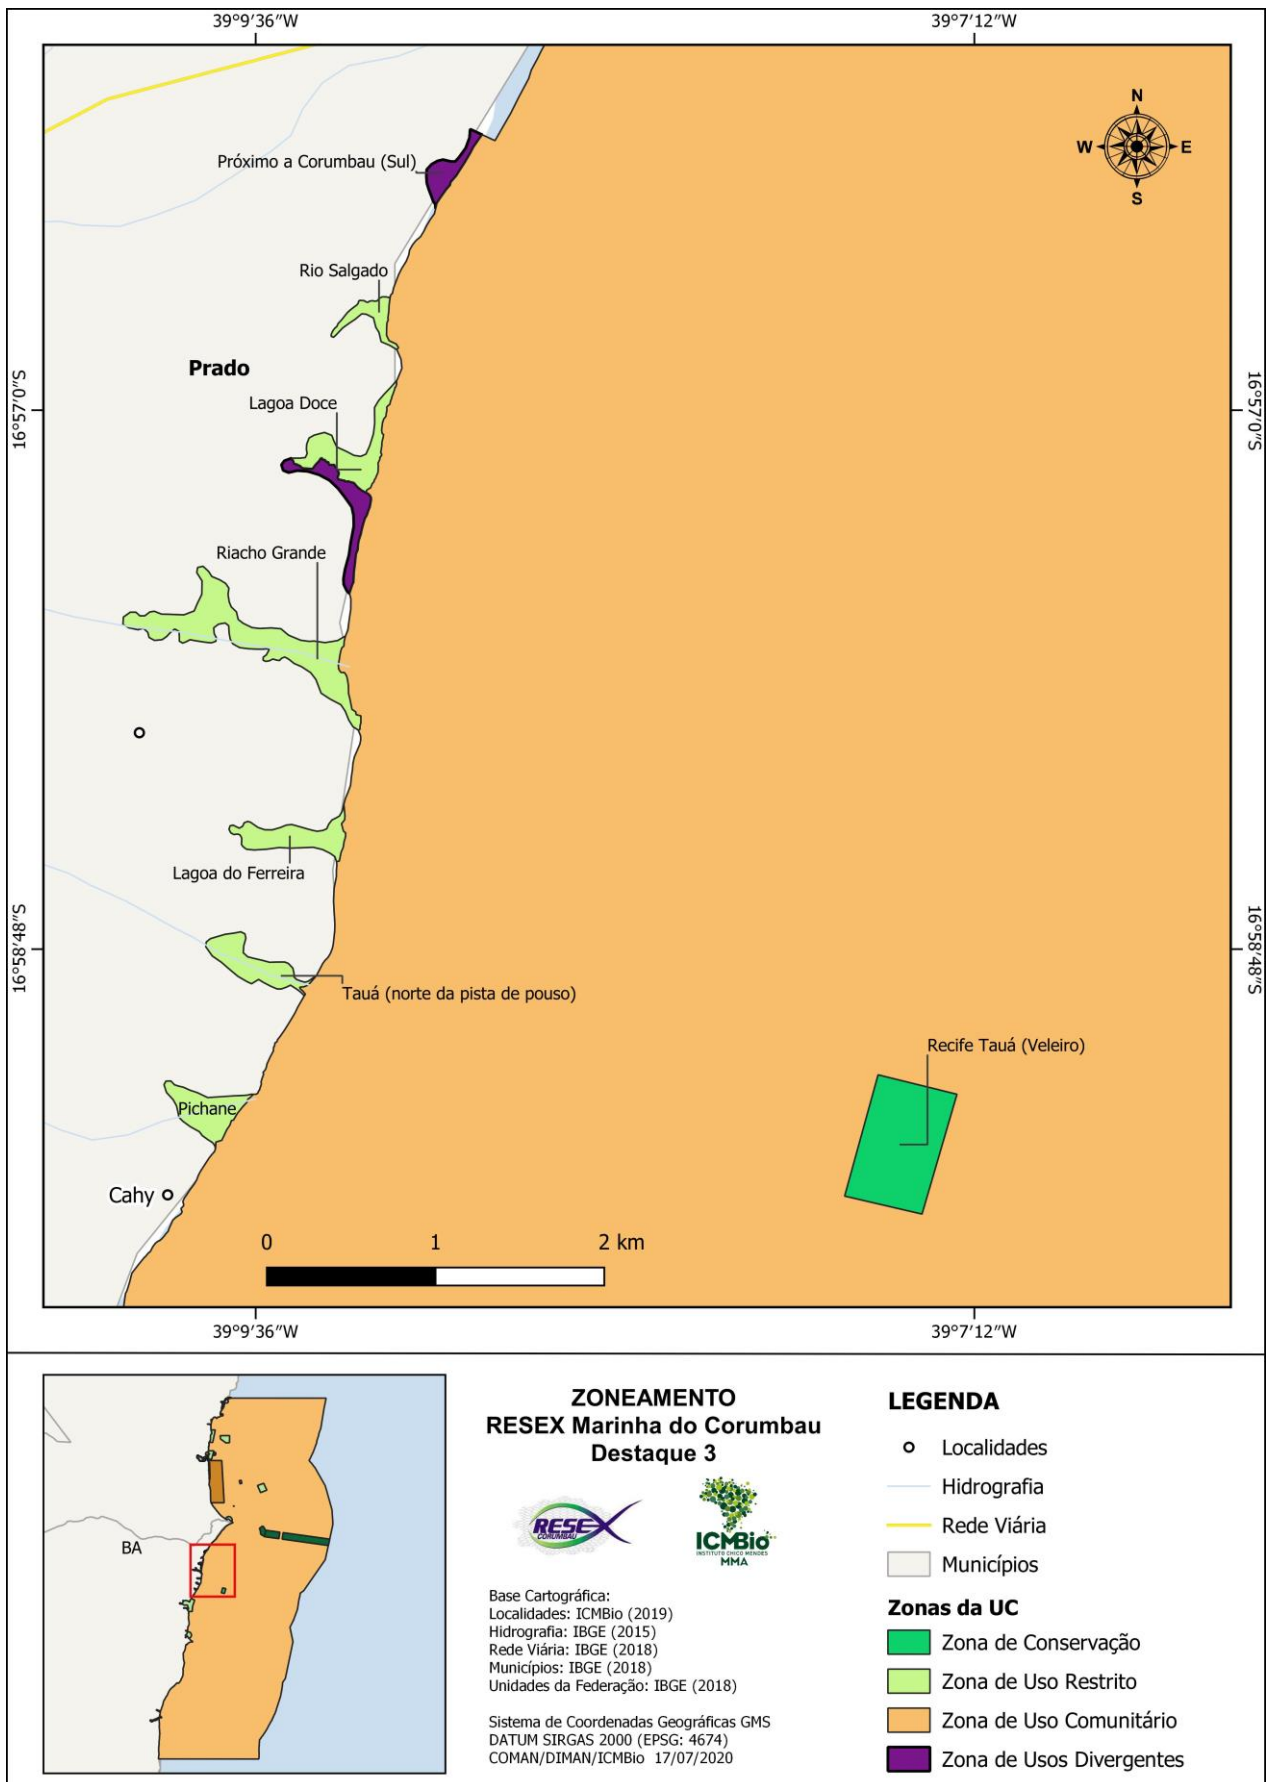 39°9'36"W
39°7'12"W
N
W
E
S
Próximo a Corumbau (Sul)
Rio Salgado
Prado
16°57'0"S
16°57'0"S
Lagoa Doce
Riacho Grande
Lagoa do Ferreira
16°58'48"S
16°58'48"S
Tauá (norte da pista de pouso)
Recife Tauá (Veleiro)
Pichane
Cahy
0
1
2 km
39°9'36"W
39°7'12"W
BA
ZONEAMENTO
RESEX Marinha do Corumbau
Destaque 3
RESEX
CORUMBAU
ICMBio
INSTITUTO CHICO MENDES
MMA
Base Cartográfica:
Localidades: ICMBio (2019)
Hidrografia: IBGE (2015)
Rede Viária: IBGE (2018)
Municípios: IBGE (2018)
Unidades da Federação: IBGE (2018)
Sistema de Coordenadas Geográficas GMS
DATUM SIRGAS 2000 (EPSG: 4674)
COMAN/DIMAN/ICMBio 17/07/2020
LEGENDA
Localidades
Hidrografia
Rede Viária
Municípios
Zonas da UC
Zona de Conservação
Zona de Uso Restrito
Zona de Uso Comunitário
Zona de Usos Divergentes